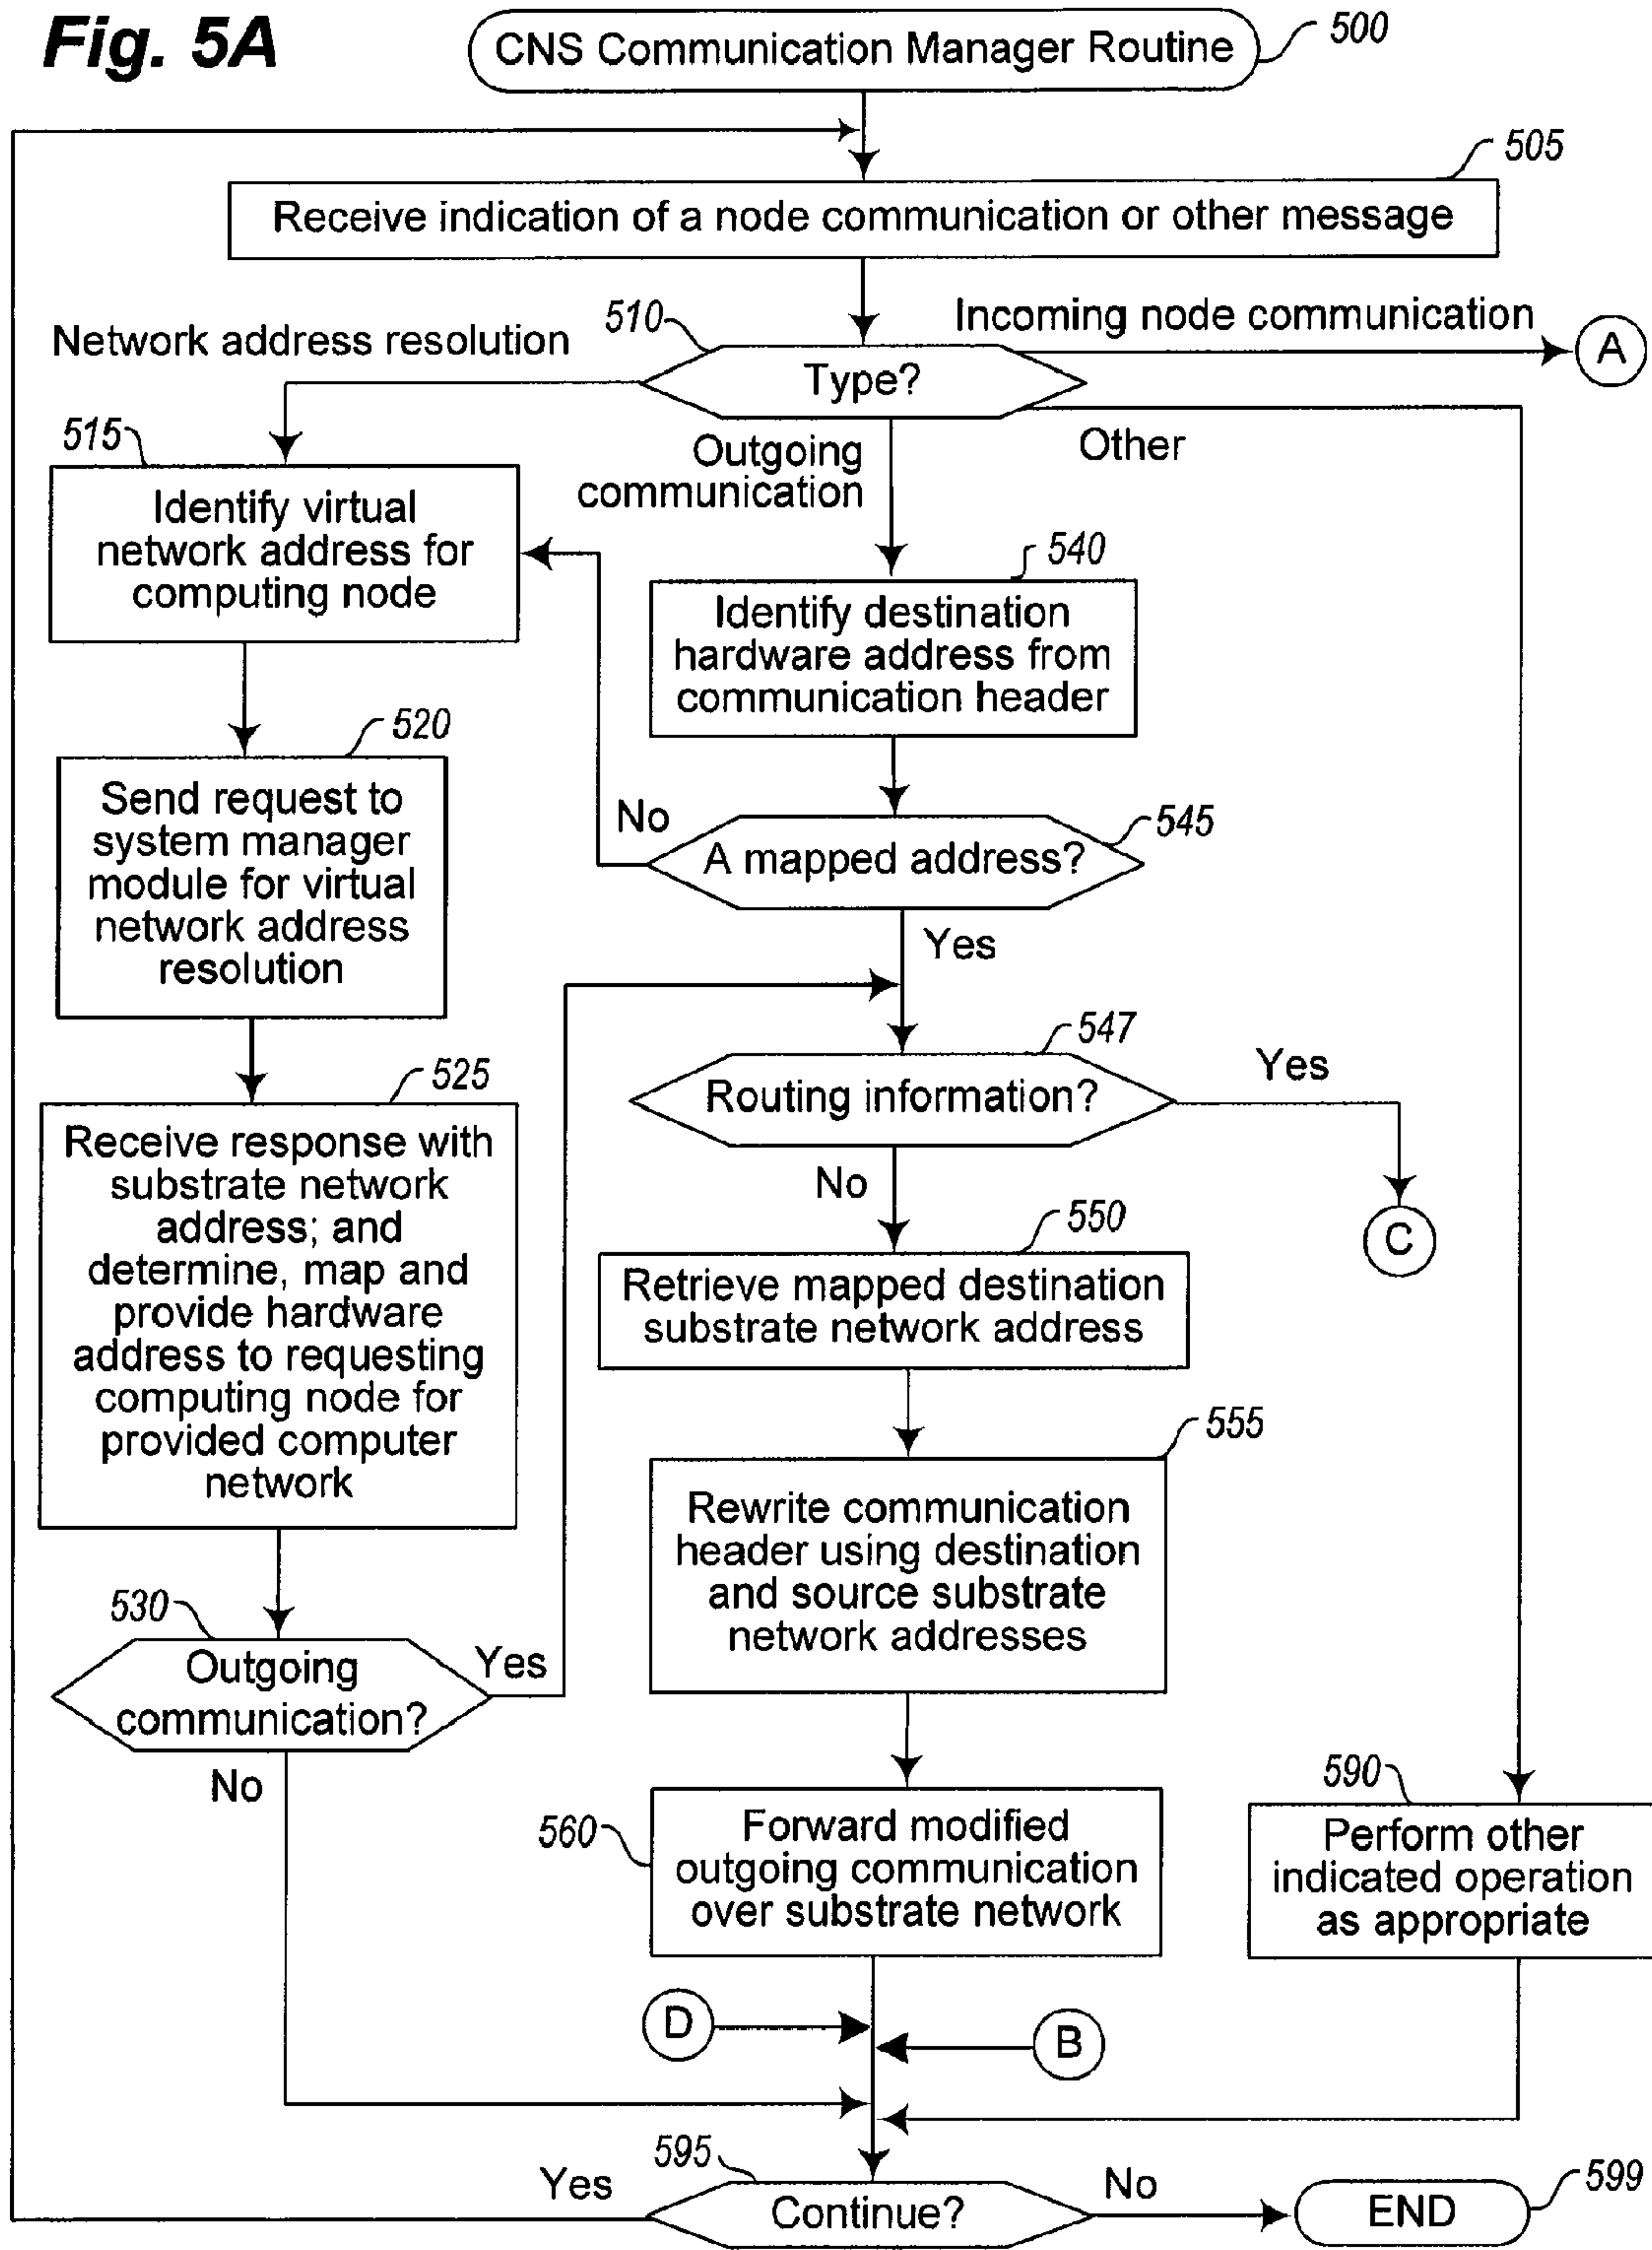 Fig. 5A
CNS Communication Manager Routine
500
505
Receive indication of a node communication or other message
510
Incoming node communication
A
Network address resolution
Type?
Other
Outgoing
communication
515
Identify virtual
network address for
computing node
540
Identify destination
hardware address from
communication header
520
Send request to
system manager
module for virtual
network address
resolution
No
545
A mapped address?
Yes
547
Routing information?
Yes
C
No
525
Receive response with
substrate network
address; and
determine, map and
provide hardware
address to requesting
computing node for
provided computer
network
550
Retrieve mapped destination
substrate network address
555
Rewrite communication
header using destination
and source substrate
network addresses
530
Outgoing
communication?
Yes
No
560
Forward modified
outgoing communication
over substrate network
590
Perform other
indicated operation
as appropriate
D
B
595
Yes
Continue?
No
END
599